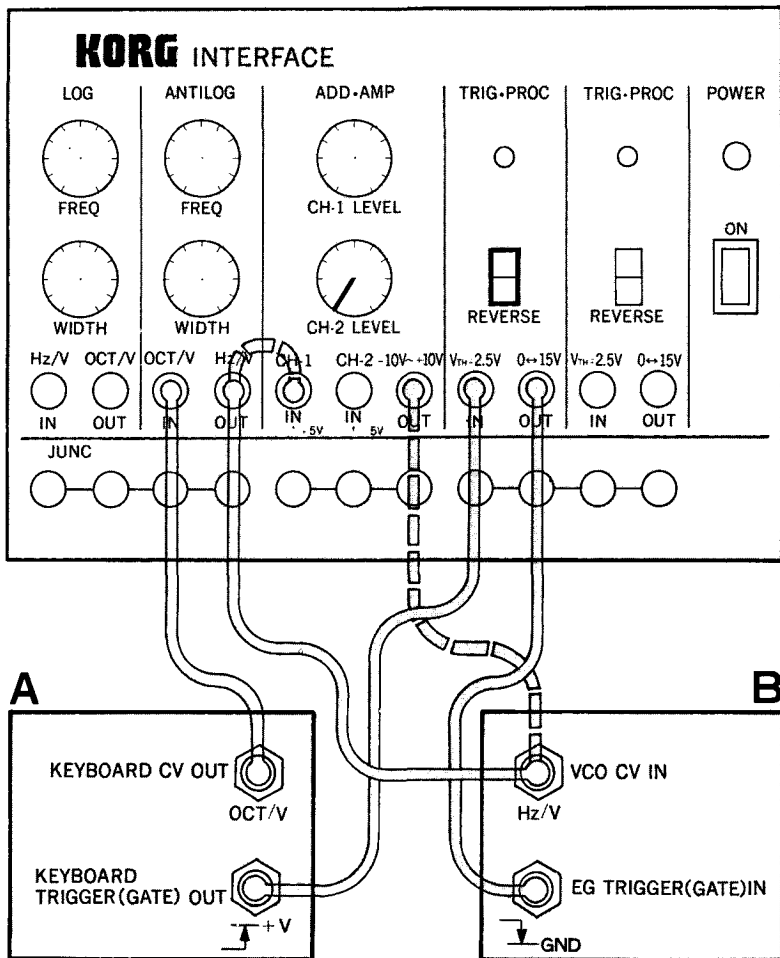 KORG INTERFACE
LOG ANTILOG ADD·AMP TRIG·PROC TRIG·PROC POWER
FREQ FREQ CH·1 LEVEL
ON
WIDTH WIDTH CH·2 LEVEL REVERSE REVERSE
Hz/V OCT/V OCT/V Hz/V CH·1 CH·2 -10V~+10V VTH=2.5V 0↔15V VTH=2.5V 0↔15V
IN OUT IN OUT IN IN OUT IN OUT IN OUT
5V 5V
JUNC
A B
KEYBOARD CV OUT VCO CV IN
OCT/V Hz/V
KEYBOARD
TRIGGER(GATE) OUT EG TRIGGER(GATE)IN
+V
GND